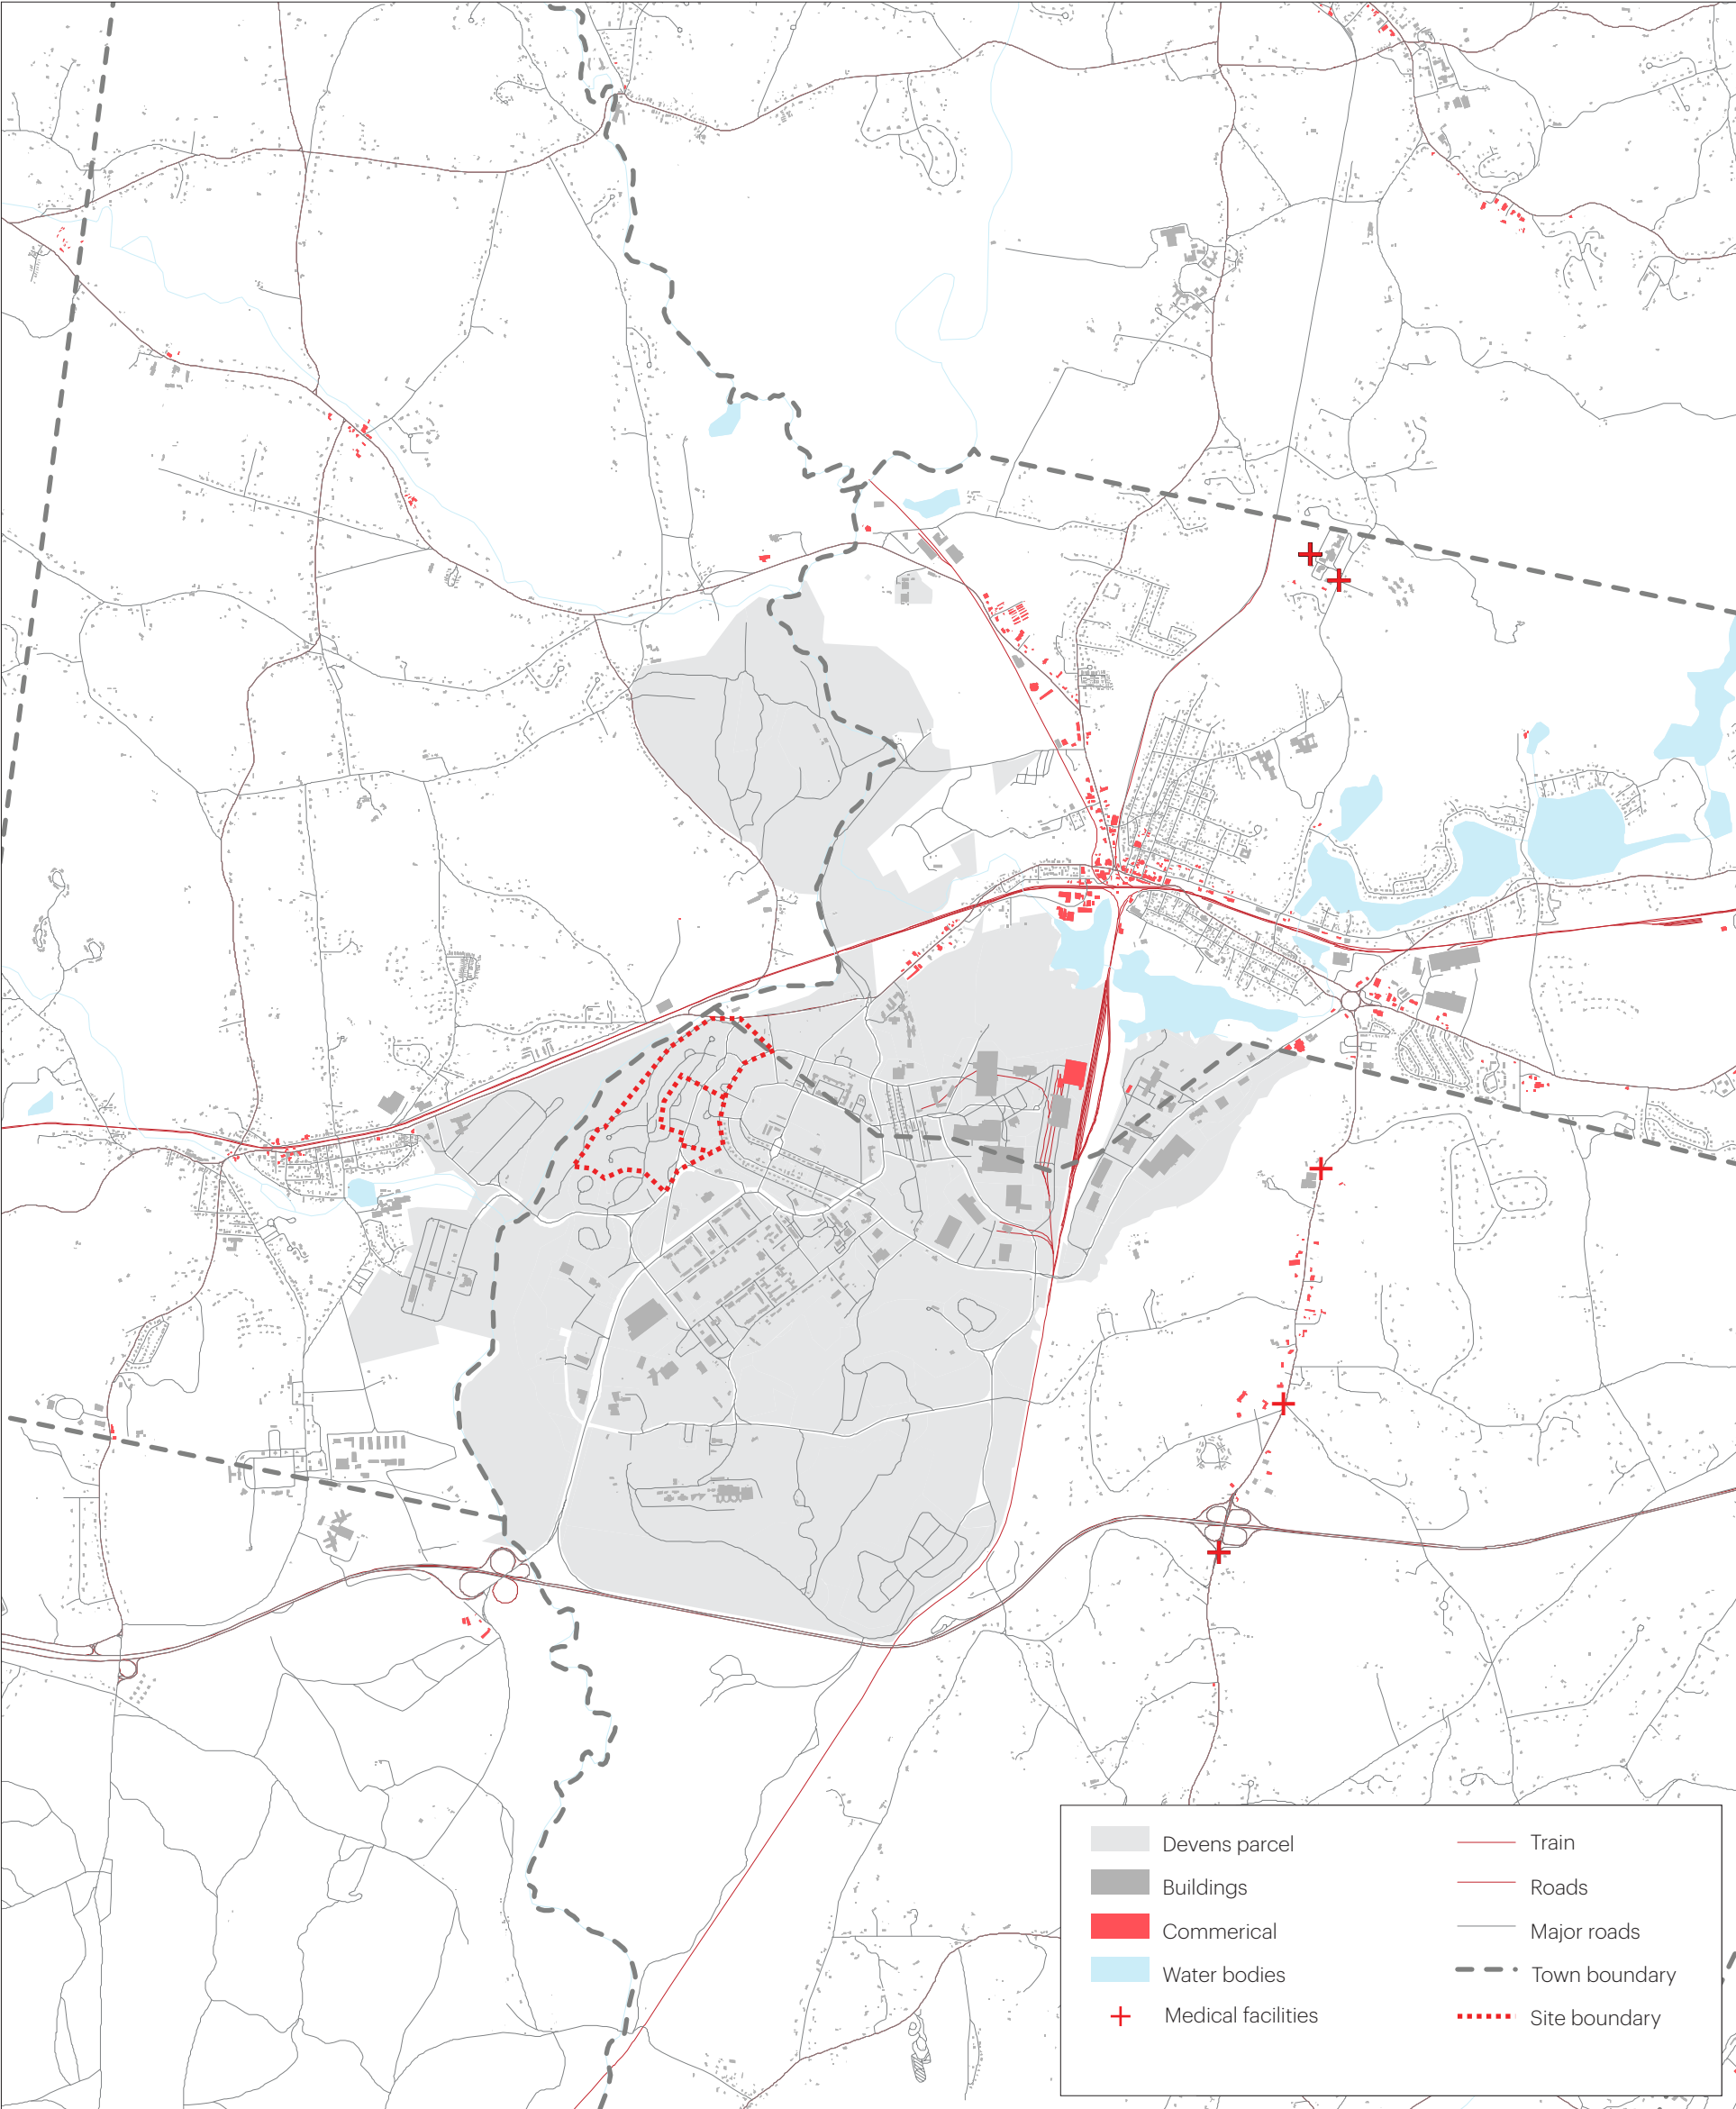 Devens parcel
Buildings
Commerical
Water bodies
Medical facilities
Train
Roads
Major roads
Town boundary
Site boundary